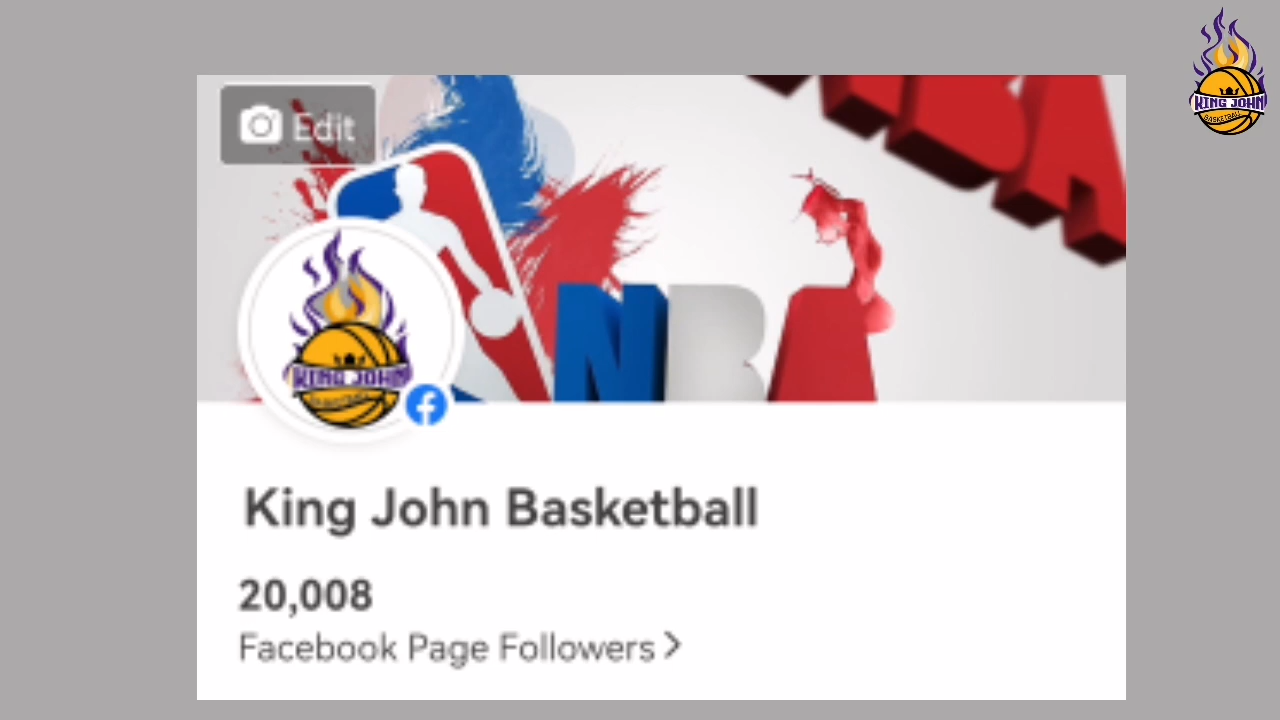 KING JOHN
BASKETBALL
Edit
NBA
NBA
KING JOHN
King John Basketball
20,008
Facebook Page Followers